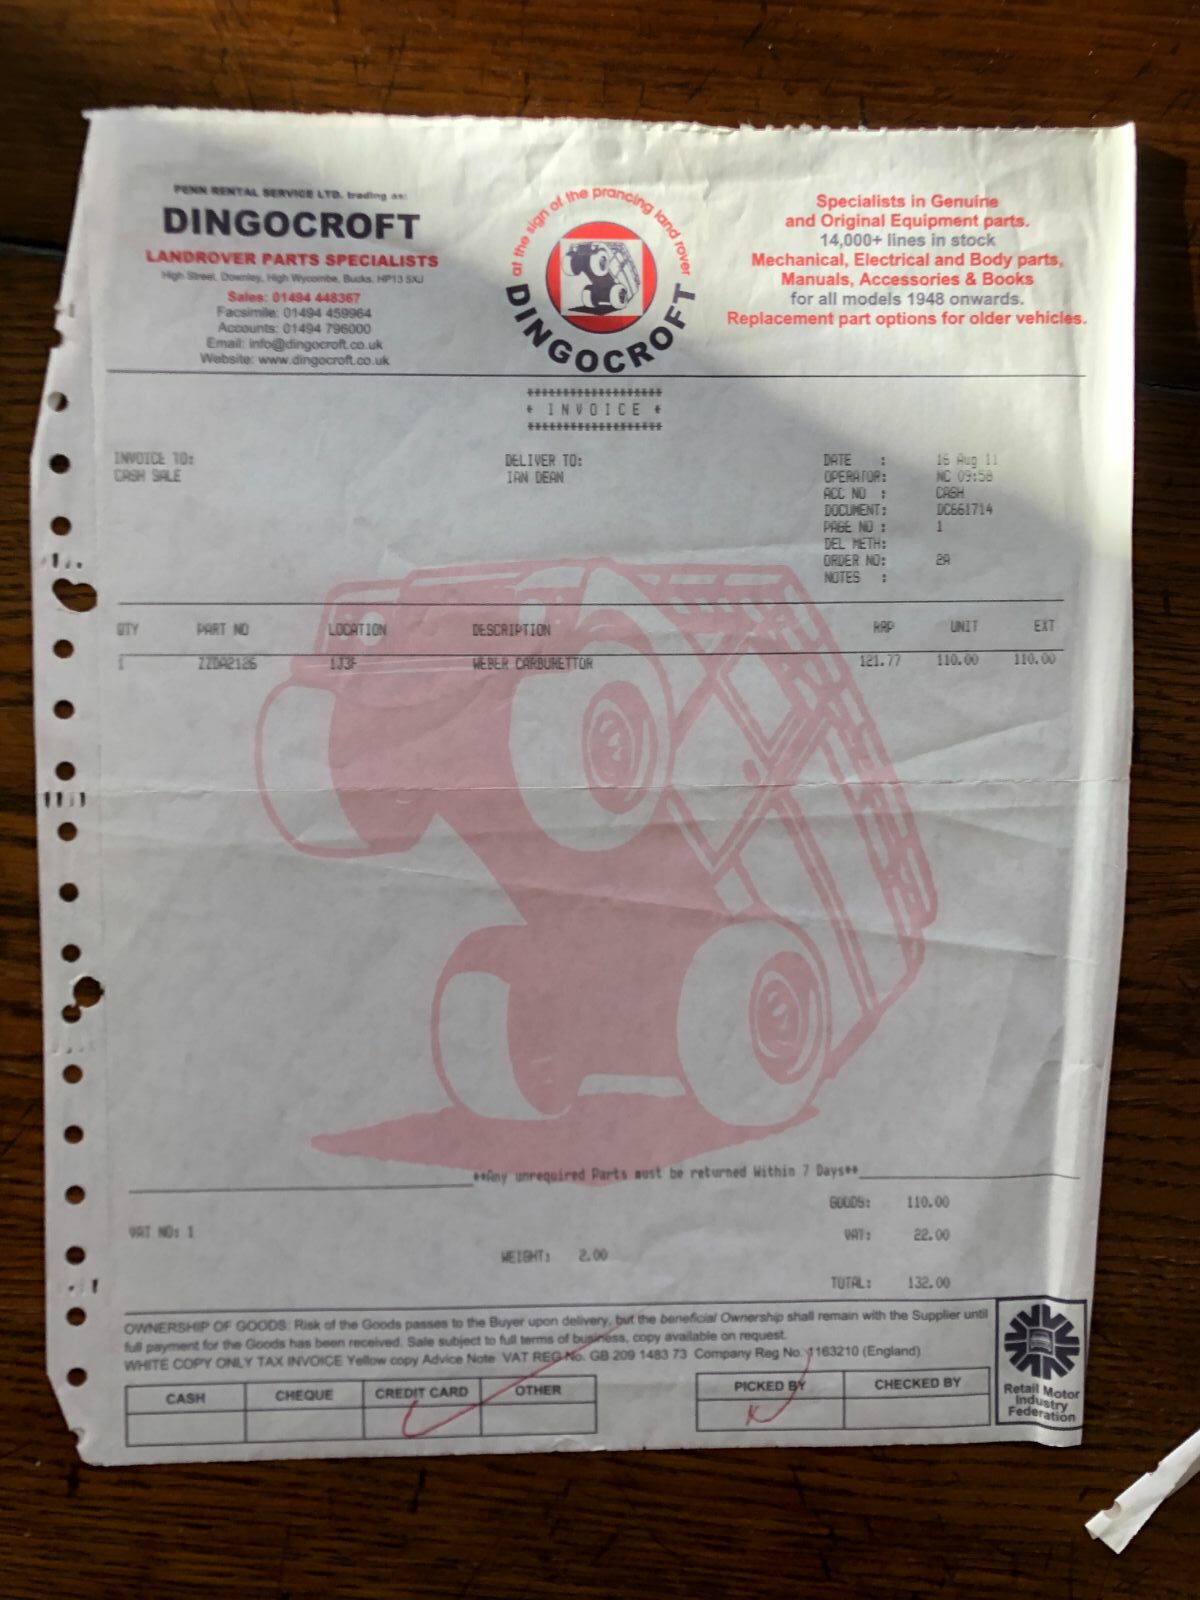 PENN RENTAL SERVICE LTD. trading as:
DINGOCROFT
LANDROVER PARTS SPECIALISTS
High Street, Downley, High Wycombe, Bucks. HP13 5XJ
Sales: 01494 448367
Facsimile: 01494 459964
Accounts: 01494 796000
Email: info@dingocroft.co.uk
Website: www.dingocroft.co.uk
at the sign of the prancing land rover
DINGOCROFT
Specialists in Genuine
and Original Equipment parts.
14,000+ lines in stock
Mechanical, Electrical and Body parts,
Manuals, Accessories & Books
for all models 1948 onwards.
Replacement part options for older vehicles.
********************
* INVOICE *
********************
INVOICE TO:
CASH SALE
DELIVER TO:
IAN DEAN
DATE : 16 Aug 11
OPERATOR: NC 09:58
ACC NO : CASH
DOCUMENT: DC661714
PAGE NO : 1
DEL METH:
ORDER NO: 2A
NOTES :
QTY PART NO LOCATION DESCRIPTION RRP UNIT EXT
1 ZZDA2126 1J3F WEBER CARBURETTOR 121.77 110.00 110.00
**Any unrequired Parts must be returned Within 7 Days**
GOODS: 110.00
VAT NO: 1 VAT: 22.00
WEIGHT: 2.00
TOTAL: 132.00
OWNERSHIP OF GOODS: Risk of the Goods passes to the Buyer upon delivery, but the beneficial Ownership shall remain with the Supplier until
full payment for the Goods has been received. Sale subject to full terms of business, copy available on request.
WHITE COPY ONLY TAX INVOICE Yellow copy Advice Note VAT REG No. GB 209 1483 73 Company Reg No. 1163210 (England)
CASH CHEQUE CREDIT CARD OTHER
PICKED BY CHECKED BY
Retail Motor
Industry
Federation